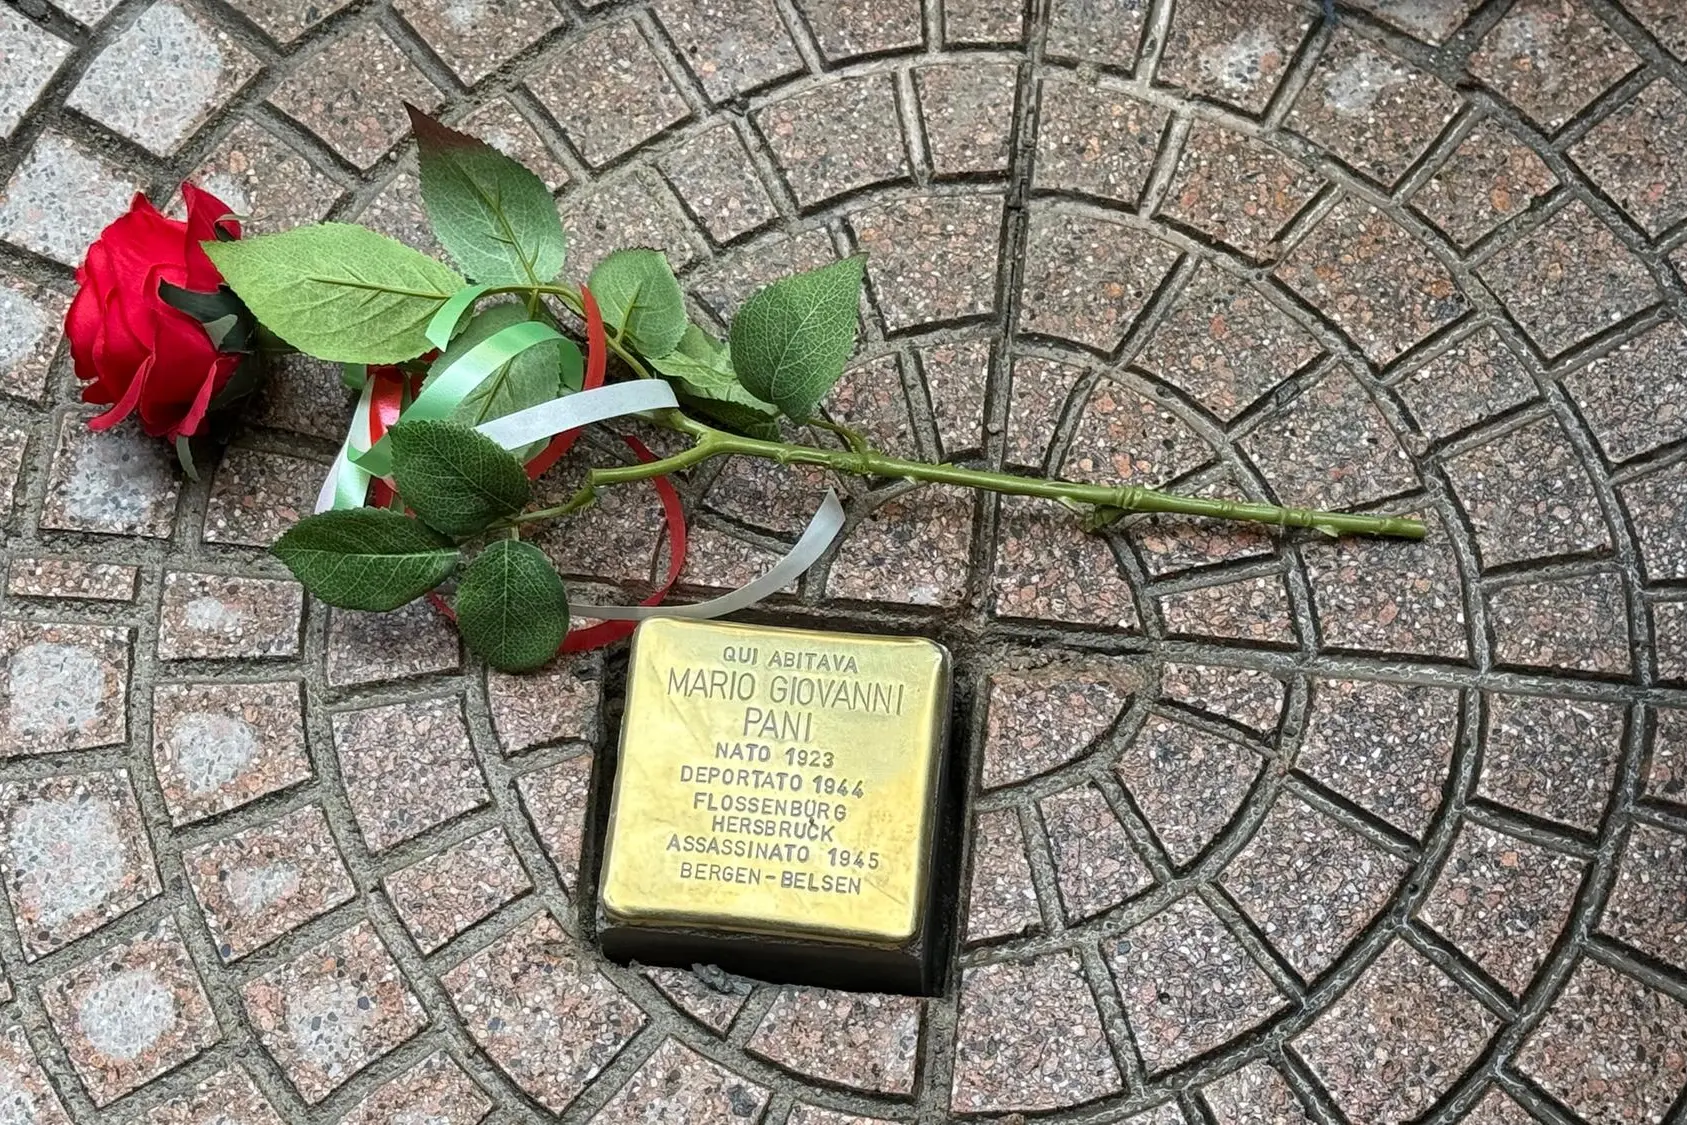 QUI ABITAVA
MARIO GIOVANNI
PANI
NATO 1923
DEPORTATO 1944
FLOSSENBÜRG
HERSBRUCK
ASSASSINATO 1945
BERGEN-BELSEN